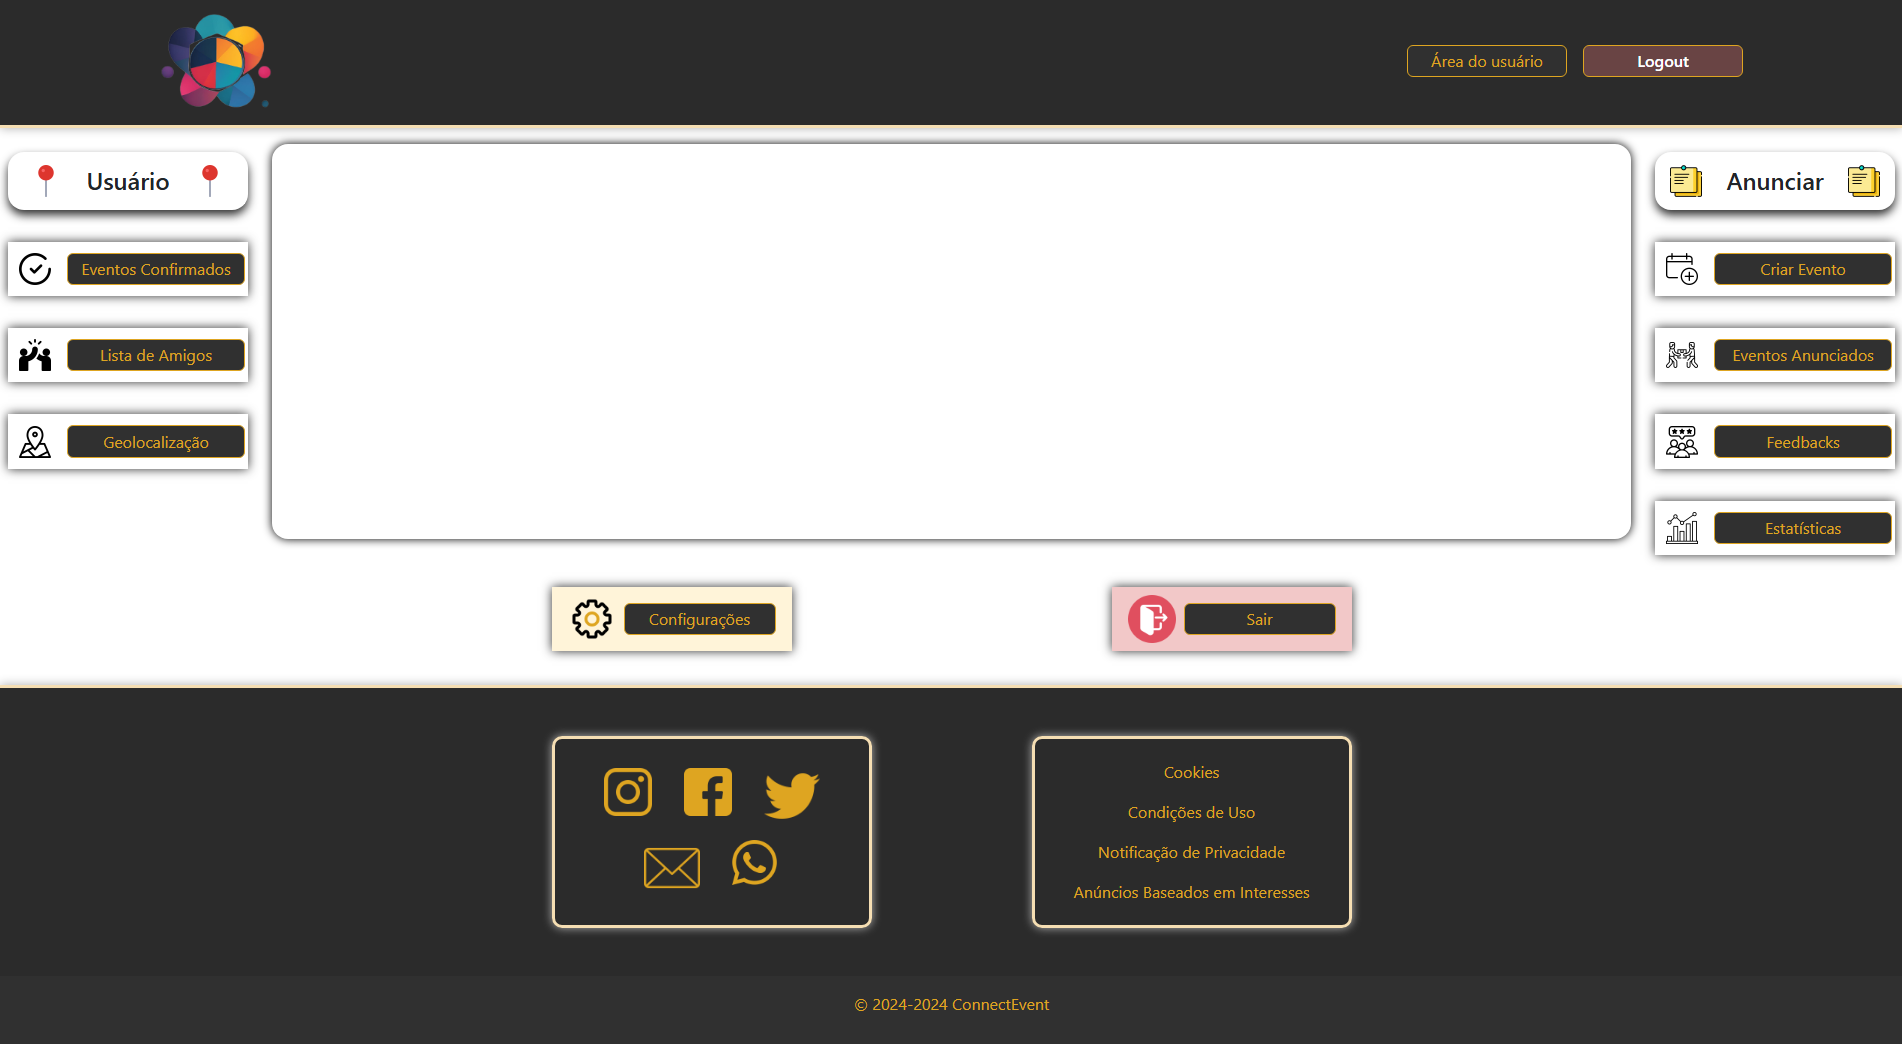 Área do usuário
Logout
Usuário
Eventos Confirmados
Lista de Amigos
Geolocalização
Anunciar
Criar Evento
Eventos Anunciados
Feedbacks
Estatísticas
Configurações
Sair
Cookies
Condições de Uso
Notificação de Privacidade
Anúncios Baseados em Interesses
© 2024-2024 ConnectEvent